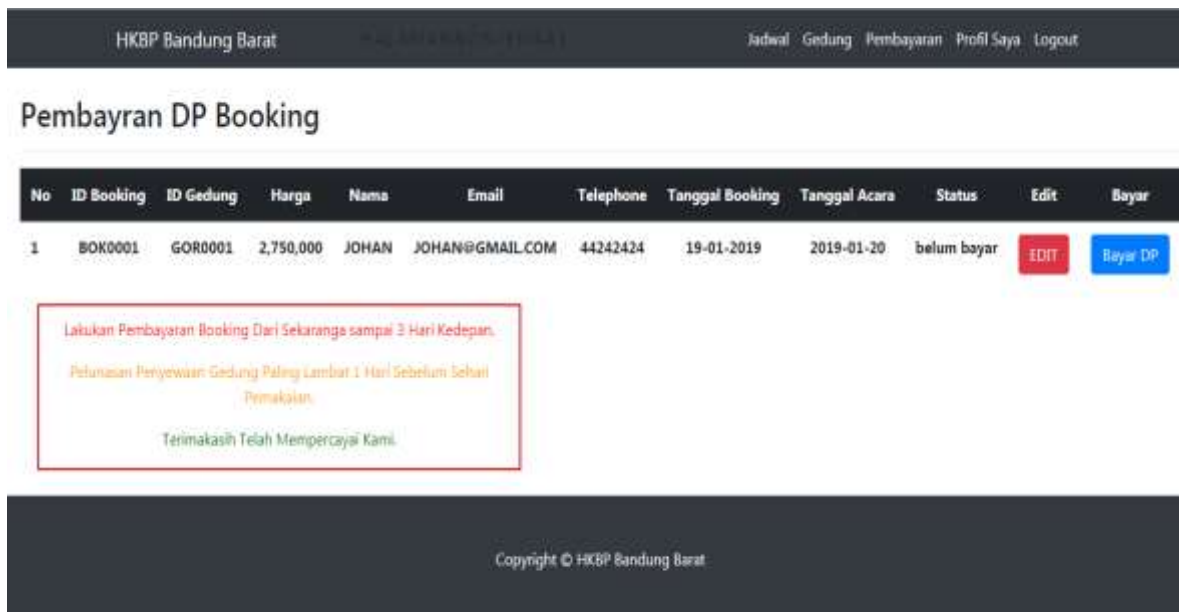 HKBP Bandung Barat
Jadwal Gedung Pembayaran Profil Saya Logout
Pembayran DP Booking
No ID Booking ID Gedung Harga Nama Email Telephone Tanggal Booking Tanggal Acara Status Edit Bayar
1 BOK0001 GOR0001 2,750,000 JOHAN JOHAN@GMAIL.COM 44242424 19-01-2019 2019-01-20 belum bayar EDIT Bayar DP
Lakukan Pembayaran Booking Dari Sekaranga sampai 3 Hari Kedepan.
Pelunasan Penyewaan Gedung Paling Lambat 1 Hari Sebelum Sehari
Pemakaian.
Terimakasih Telah Mempercayai Kami.
Copyright © HKBP Bandung Barat